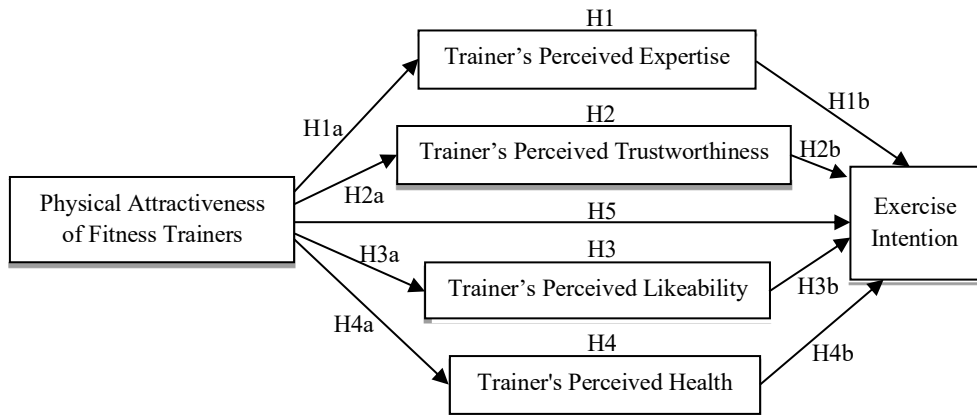 H1
Trainer’s Perceived Expertise
H1a
H1b
H2
Trainer’s Perceived Trustworthiness
H2a
H2b
Physical Attractiveness
of Fitness Trainers
H5
Exercise
Intention
H3a
H3
Trainer’s Perceived Likeability
H3b
H4a
H4
Trainer's Perceived Health
H4b